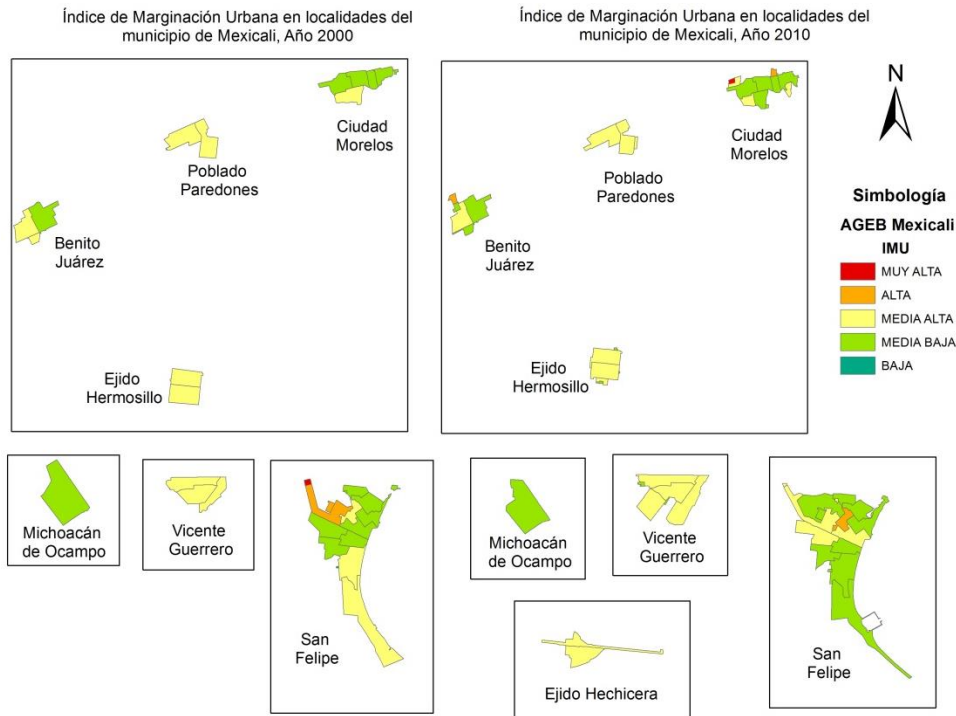 Índice de Marginación Urbana en localidades del
municipio de Mexicali, Año 2000
Ciudad
Morelos
Poblado
Paredones
Benito
Juárez
Ejido
Hermosillo
Michoacán
de Ocampo
Vicente
Guerrero
San
Felipe
Índice de Marginación Urbana en localidades del
municipio de Mexicali, Año 2010
Ciudad
Morelos
Poblado
Paredones
Benito
Juárez
Ejido
Hermosillo
Michoacán
de Ocampo
Vicente
Guerrero
Ejido Hechicera
San
Felipe
N
Simbología
AGEB Mexicali
IMU
MUY ALTA
ALTA
MEDIA ALTA
MEDIA BAJA
BAJA